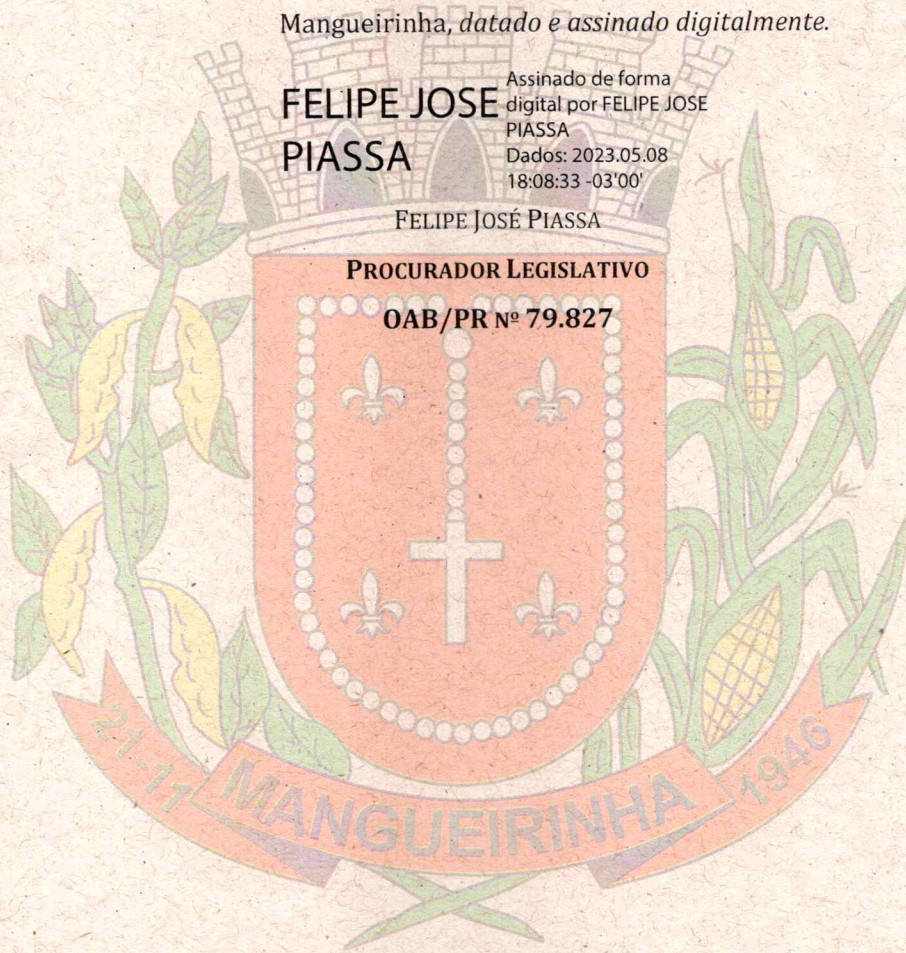 Mangueirinha, datado e assinado digitalmente.
FELIPE JOSE
PIASSA
Assinado de forma
digital por FELIPE JOSE
PIASSA
Dados: 2023.05.08
18:08:33 -03'00'
FELIPE JOSÉ PIASSA
PROCURADOR LEGISLATIVO
OAB/PR Nº 79.827
21-11
MANGUEIRINHA
1946